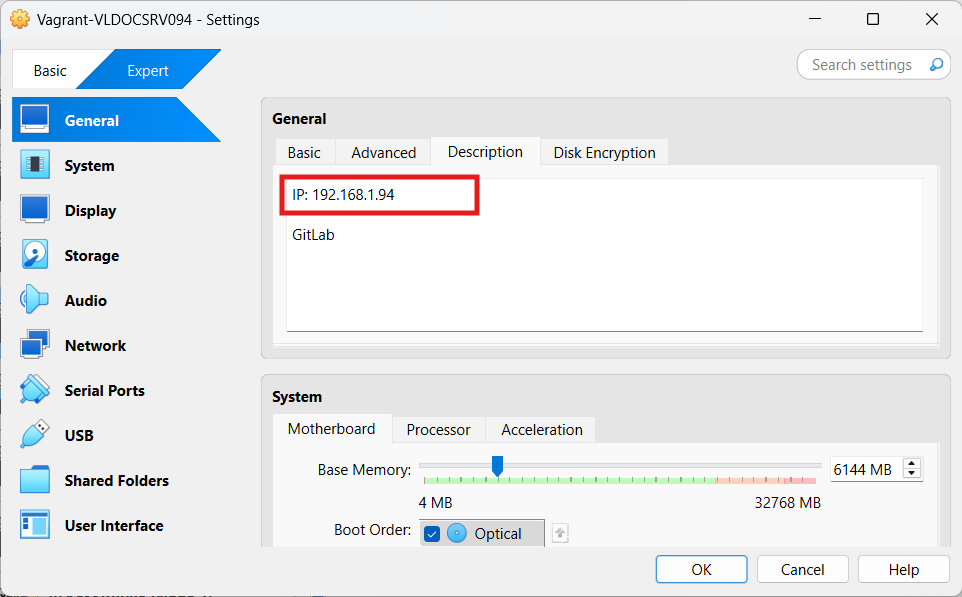 Vagrant-VLDOCSRV094 - Settings
Basic Expert
Search settings
General
System
Display
Storage
Audio
Network
Serial Ports
USB
Shared Folders
User Interface
General
Basic Advanced Description Disk Encryption
IP: 192.168.1.94
GitLab
System
Motherboard Processor Acceleration
Base Memory: 6144 MB
4 MB 32768 MB
Boot Order: Optical
OK Cancel Help